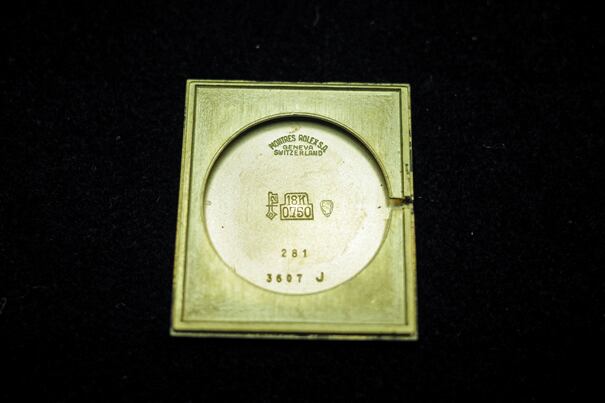 MONTRES ROLEX S.A.
GENEVA
SWITZERLAND
18K
0.750
281
3607 J